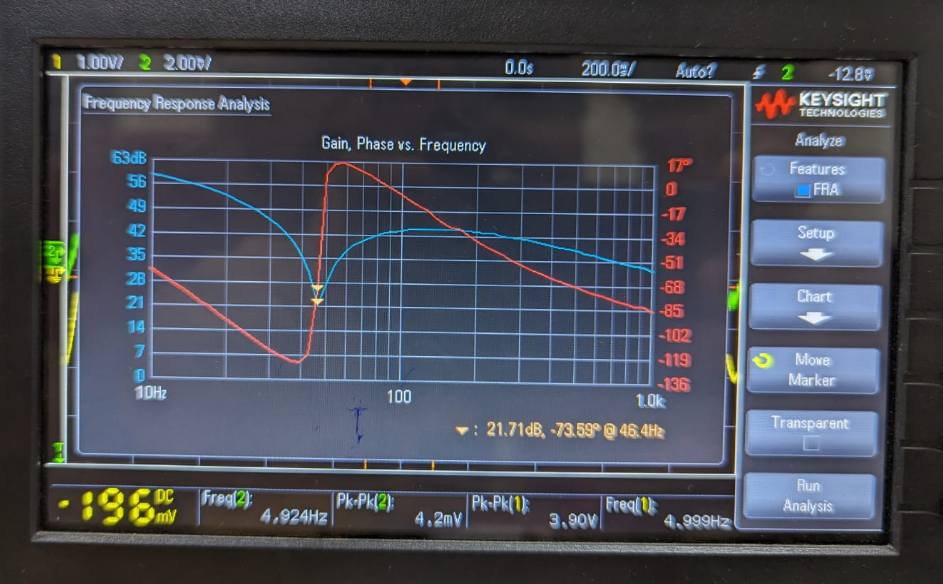 1 1.00V/ 2 2.00V/ 0.0s 200.0s/ Auto? 2 -12.8V
Frequency Response Analysis
Gain, Phase vs. Frequency
63dB
56
49
42
35
28
21
14
7
0
17°
0
-17
-34
-51
-68
-85
-102
-119
-136
10Hz 100 1.0k
: 21.71dB, -73.59° @ 46.4Hz
KEYSIGHT
TECHNOLOGIES
Analyze
Features
FRA
Setup
Chart
Move
Marker
Transparent
Run
Analysis
-196 DC mV
Freq(2):
4.924Hz
Pk-Pk(2):
4.2mV
Pk-Pk(1):
3.90V
Freq(1):
4.999Hz